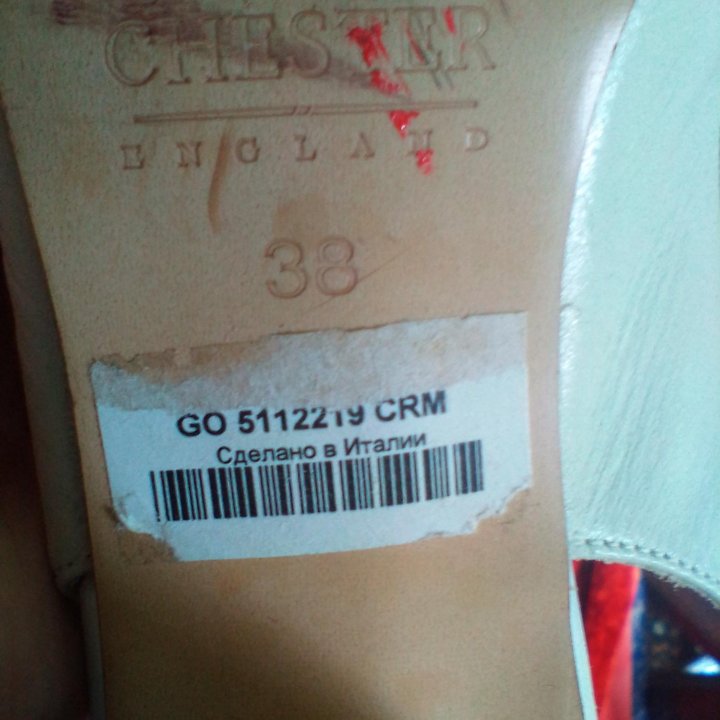 CHESTER
ENGLAND
38
GO 5112219 CRM
Сделано в Италии